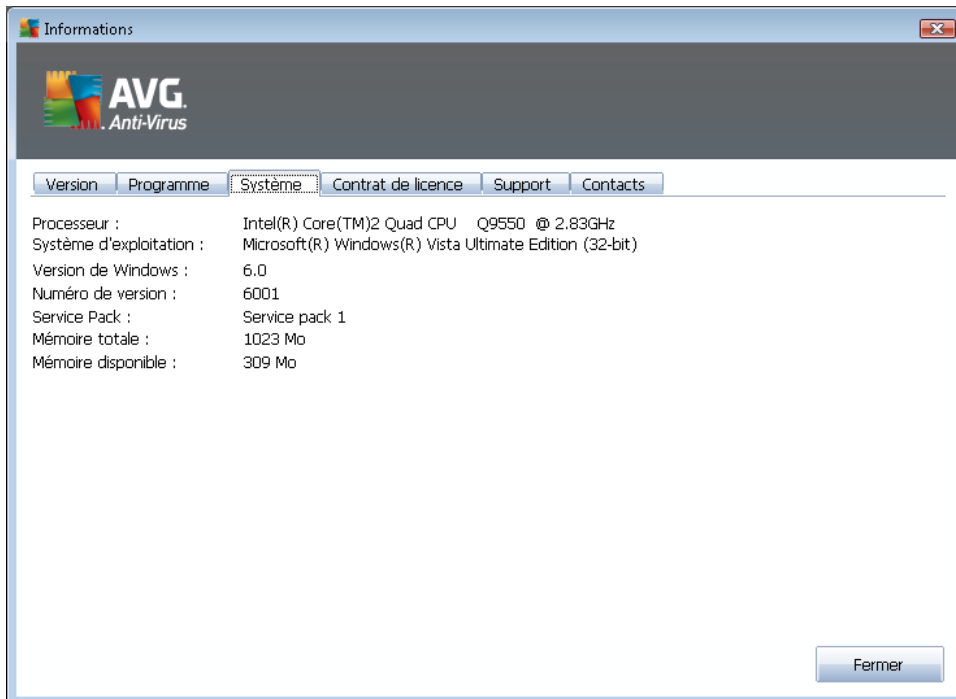 Informations
AVG.
Anti-Virus
Version Programme Système Contrat de licence Support Contacts
Processeur : Intel(R) Core(TM)2 Quad CPU Q9550 @ 2.83GHz
Système d'exploitation : Microsoft(R) Windows(R) Vista Ultimate Edition (32-bit)
Version de Windows : 6.0
Numéro de version : 6001
Service Pack : Service pack 1
Mémoire totale : 1023 Mo
Mémoire disponible : 309 Mo
Fermer